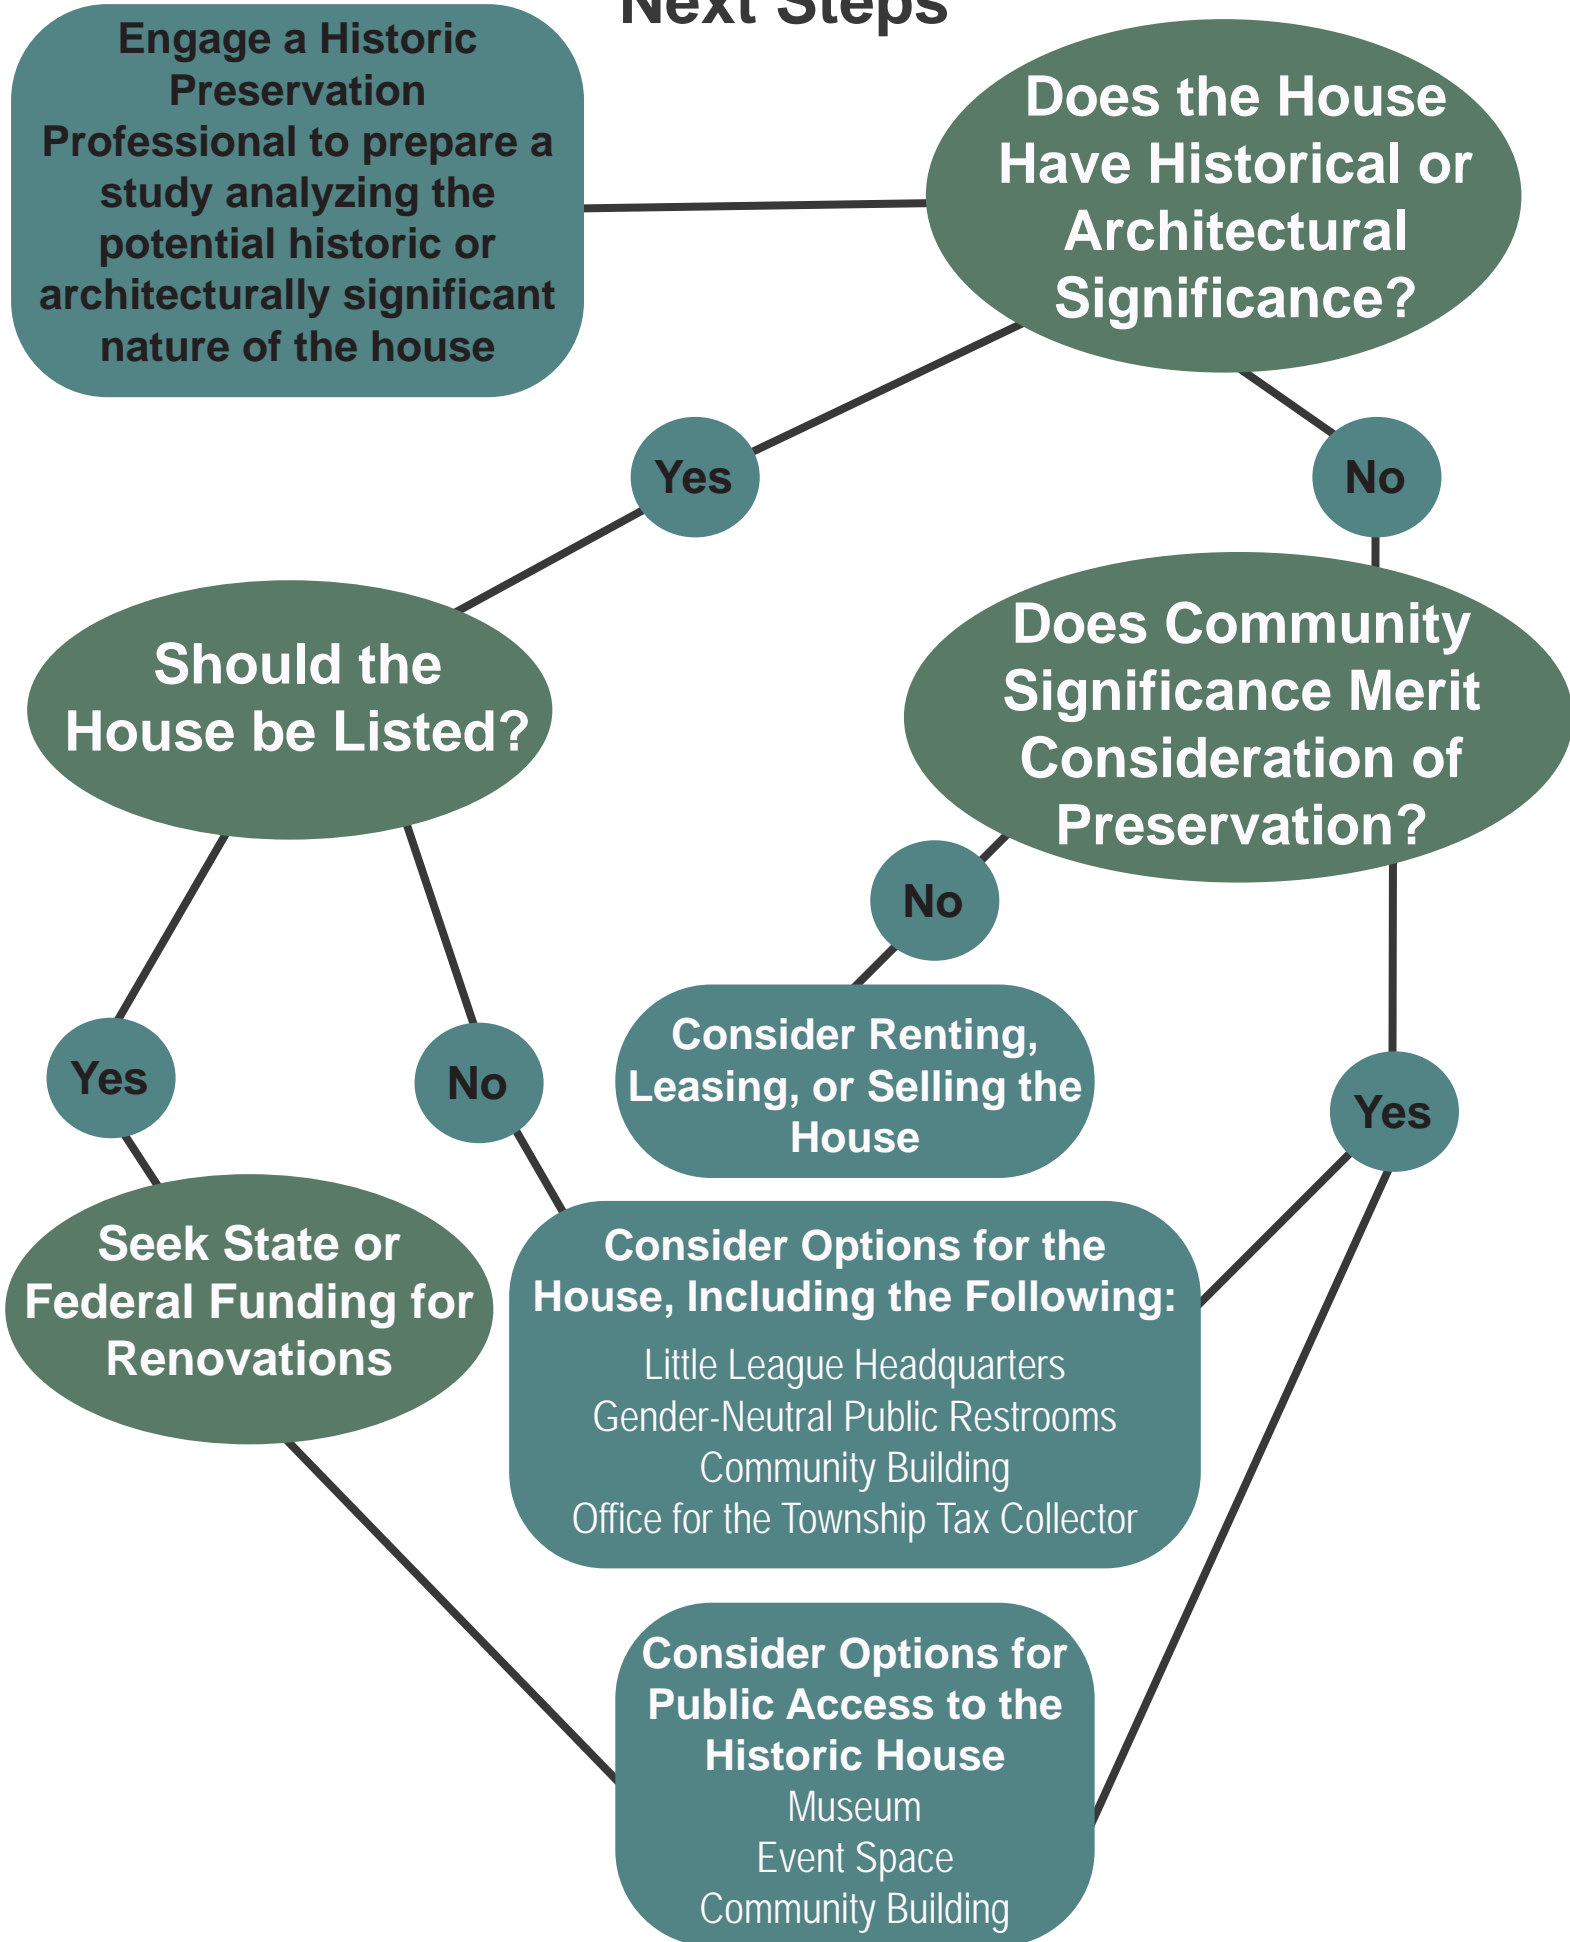 Next Steps
Engage a Historic
Preservation
Professional to prepare a
study analyzing the
potential historic or
architecturally significant
nature of the house
Does the House
Have Historical or
Architectural
Significance?
Yes
No
Should the
House be Listed?
Does Community
Significance Merit
Consideration of
Preservation?
No
Consider Renting,
Leasing, or Selling the
House
Yes
No
Yes
Seek State or
Federal Funding for
Renovations
Consider Options for the
House, Including the Following:
Little League Headquarters
Gender-Neutral Public Restrooms
Community Building
Office for the Township Tax Collector
Consider Options for
Public Access to the
Historic House
Museum
Event Space
Community Building